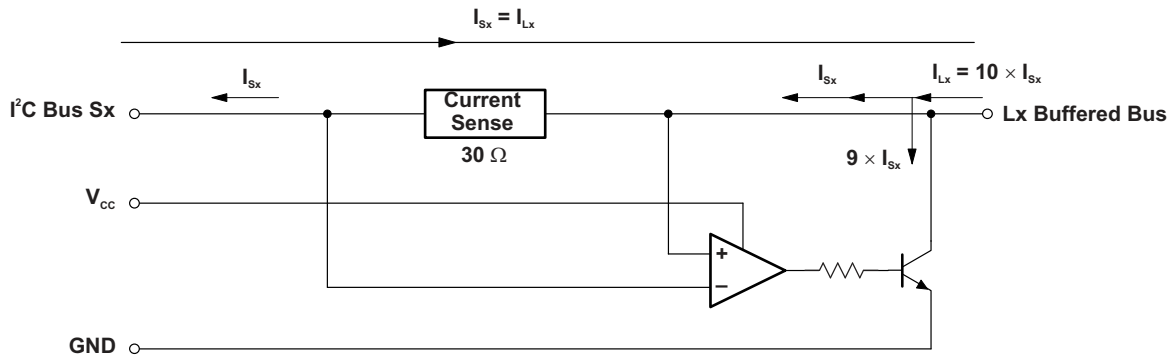 I_Sx = I_Lx
I_Sx
I_Sx
I_Lx = 10 × I_Sx
I²C Bus Sx
Current
Sense
Lx Buffered Bus
30 Ω
9 × I_Sx
V_CC
+
−
GND